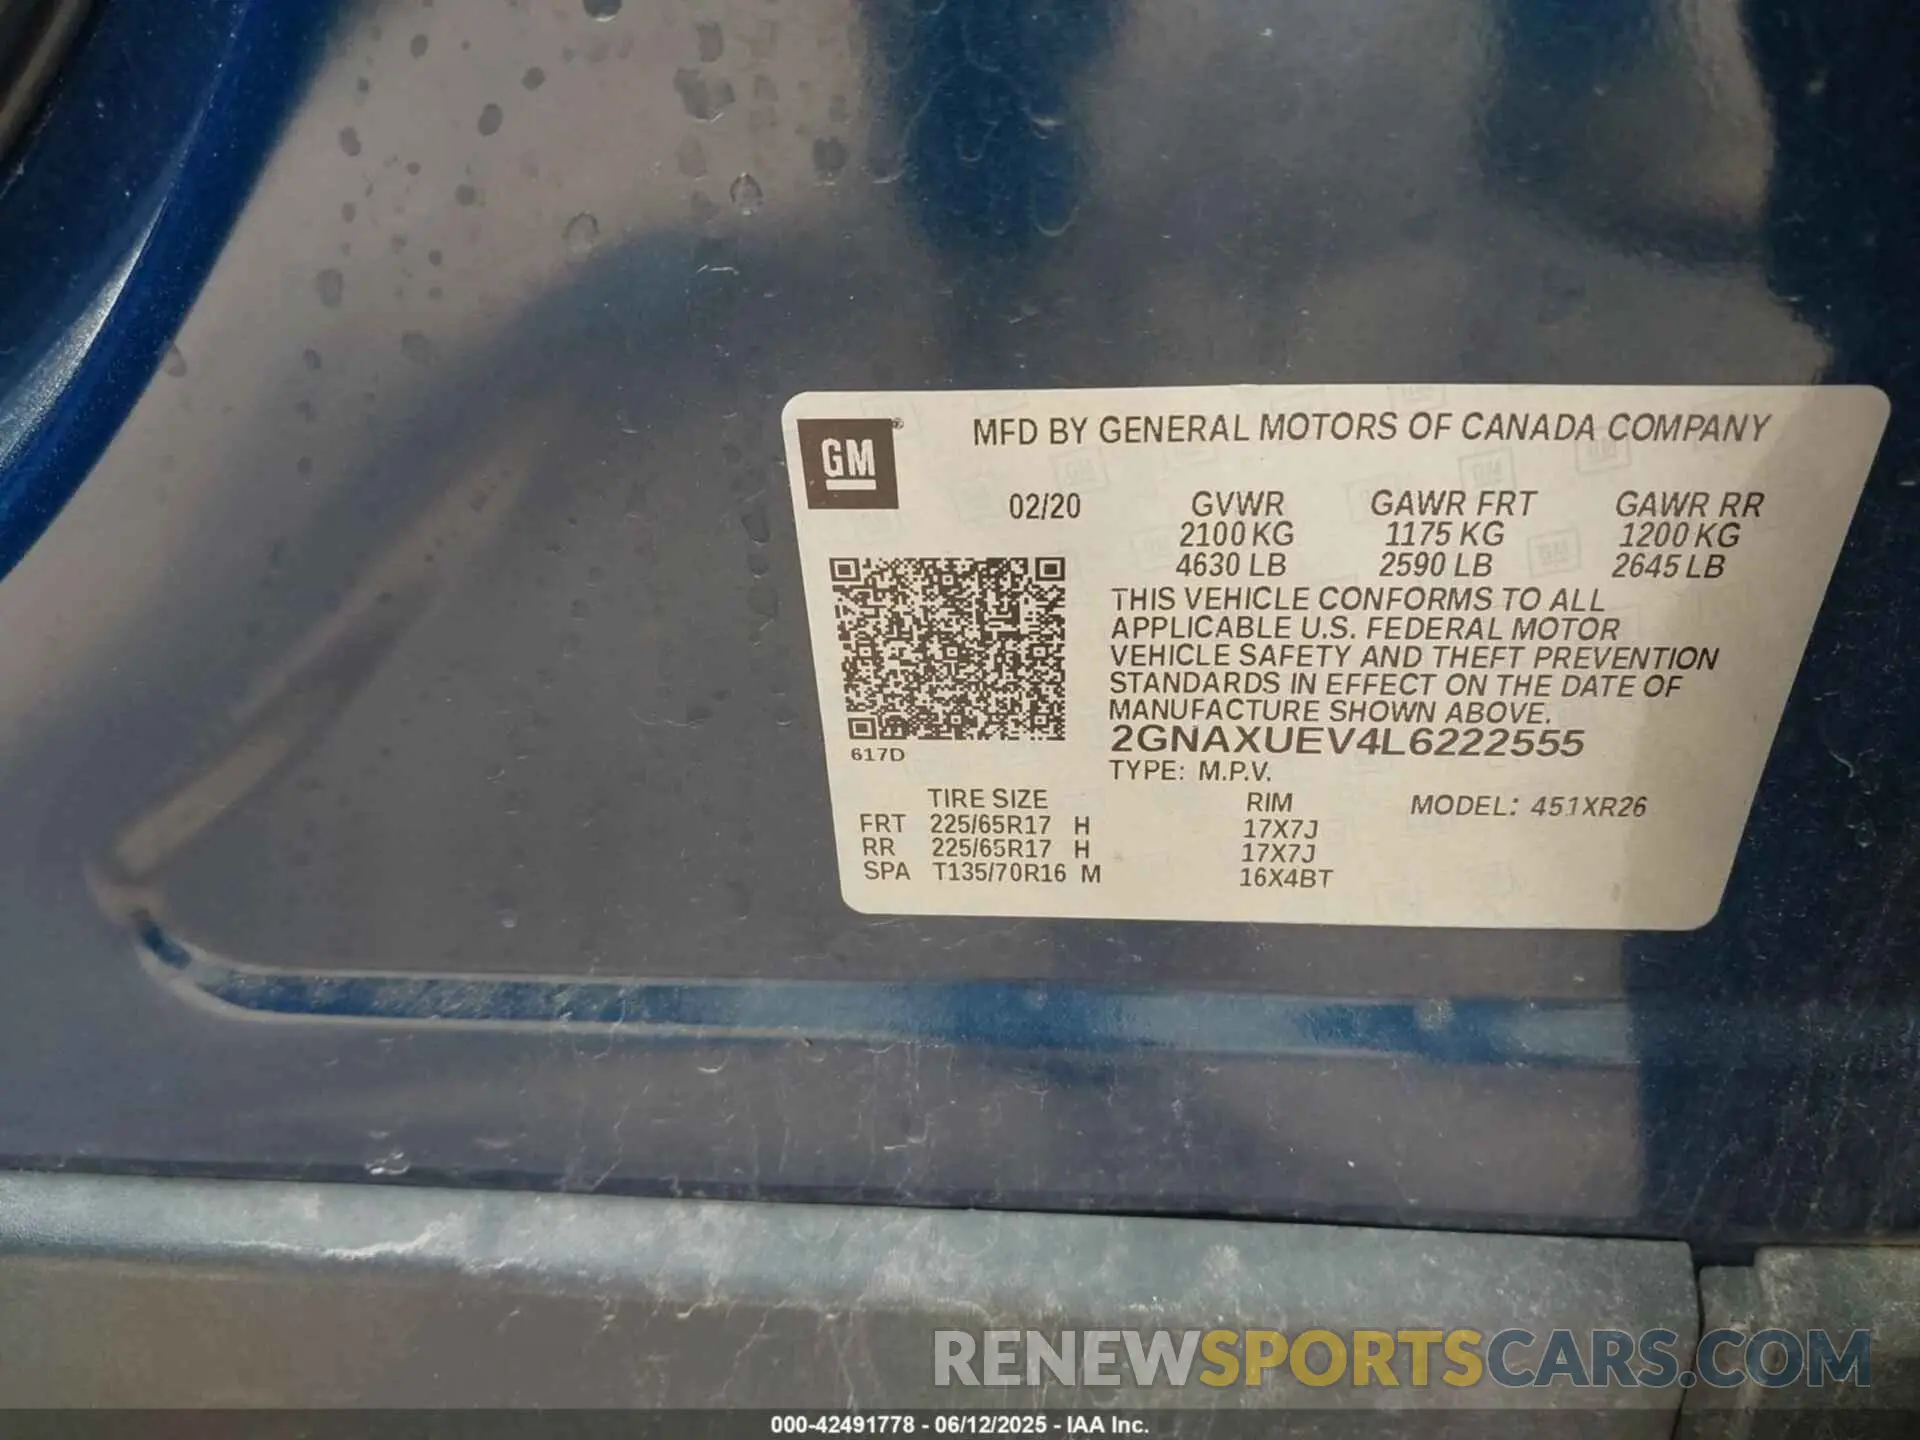 GM ®
MFD BY GENERAL MOTORS OF CANADA COMPANY
02/20 GVWR GAWR FRT GAWR RR
2100 KG 1175 KG 1200 KG
4630 LB 2590 LB 2645 LB
THIS VEHICLE CONFORMS TO ALL
APPLICABLE U.S. FEDERAL MOTOR
VEHICLE SAFETY AND THEFT PREVENTION
STANDARDS IN EFFECT ON THE DATE OF
MANUFACTURE SHOWN ABOVE.
2GNAXUEV4L6222555
617D
TYPE: M.P.V.
TIRE SIZE RIM MODEL: 451XR26
FRT 225/65R17 H 17X7J
RR 225/65R17 H 17X7J
SPA T135/70R16 M 16X4BT
RENEWSPORTSCARS.COM
000-42491778 - 06/12/2025 - IAA Inc.